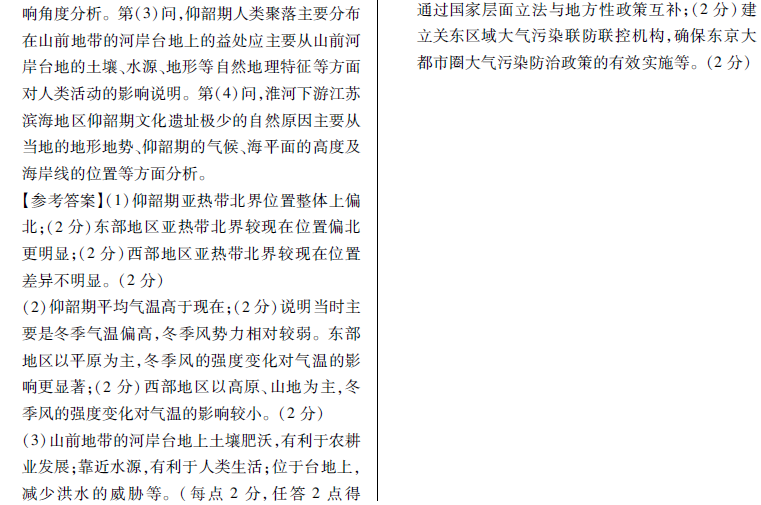 响角度分析。第(3)问,仰韶期人类聚落主要分布
在山前地带的河岸台地上的益处应主要从山前河
岸台地的土壤、水源、地形等自然地理特征等方面
对人类活动的影响说明。第(4)问,淮河下游江苏
滨海地区仰韶期文化遗址极少的自然原因主要从
当地的地形地势、仰韶期的气候、海平面的高度及
海岸线的位置等方面分析。
【参考答案】(1)仰韶期亚热带北界位置整体上偏
北;(2分)东部地区亚热带北界较现在位置偏北
更明显;(2分)西部地区亚热带北界较现在位置
差异不明显。(2分)
(2)仰韶期平均气温高于现在;(2分)说明当时主
要是冬季气温偏高,冬季风势力相对较弱。东部
地区以平原为主,冬季风的强度变化对气温的影
响更显著;(2分)西部地区以高原、山地为主,冬
季风的强度变化对气温的影响较小。(2分)
(3)山前地带的河岸台地上土壤肥沃,有利于农耕
业发展;靠近水源,有利于人类生活;位于台地上,
减少洪水的威胁等。(每点2分,任答2点得
通过国家层面立法与地方性政策互补;(2分)建
立关东区域大气污染联防联控机构,确保东京大
都市圈大气污染防治政策的有效实施等。(2分)